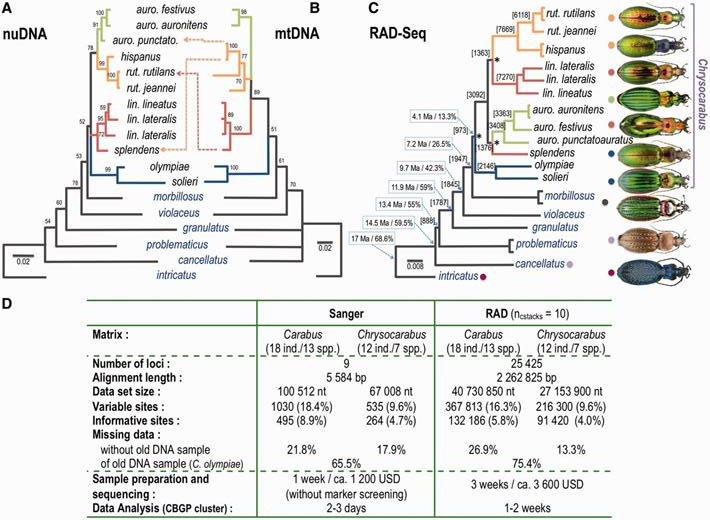 A
nuDNA
auro. festivus
auro. auronitens
auro. punctato.
hispanus
rut. rutilans
rut. jeannei
lin. lineatus
lin. lateralis
lin. lateralis
splendens
olympiae
solieri
morbillosus
violaceus
granulatus
problematicus
cancellatus
intricatus
98
91
100
78
97
100
59
95
52
72
88
99
100
52
60
78
54
53
0.02
B
mtDNA
100
77
100
89
89
100
51
61
70
77
54
0.02
C
RAD-Seq
rut. rutilans
rut. jeannei
hispanus
lin. lateralis
lin. lateralis
lin. lineatus
auro. auronitens
auro. festivus
auro. punctatoauratus
splendens
olympiae
solieri
morbillosus
violaceus
granulatus
problematicus
cancellatus
intricatus
[6118]
[7669]
[1363]
*
[7270]
[3092]
[3363]
3408
*
[973]
*
1376
[2146]
[1947]
[1845]
[1787]
[888]
4.1 Ma / 13.3%
7.2 Ma / 26.5%
9.7 Ma / 42.3%
11.9 Ma / 59%
13.4 Ma / 55%
14.5 Ma / 59.5%
17 Ma / 68.6%
0.008
Chrysocarabus
D
Sanger RAD (ncstacks = 10)
Matrix : Carabus Chrysocarabus Carabus Chrysocarabus
(18 ind./13 spp.) (12 ind./7 spp.) (18 ind./13 spp.) (12 ind./7 spp.)
Number of loci : 9 25 425
Alignment length : 5 584 bp 2 262 825 bp
Data set size : 100 512 nt 67 008 nt 40 730 850 nt 27 153 900 nt
Variable sites : 1030 (18.4%) 535 (9.6%) 367 813 (16.3%) 216 300 (9.6%)
Informative sites : 495 (8.9%) 264 (4.7%) 132 186 (5.8%) 91 420 (4.0%)
Missing data :
without old DNA sample 21.8% 17.9% 26.9% 13.3%
of old DNA sample (C. olympiae) 65.5% 75.4%
Sample preparation and 1 week / ca. 1 200 USD 3 weeks / ca. 3 600 USD
sequencing : (without marker screening)
Data Analysis (CBGP cluster) : 2-3 days 1-2 weeks